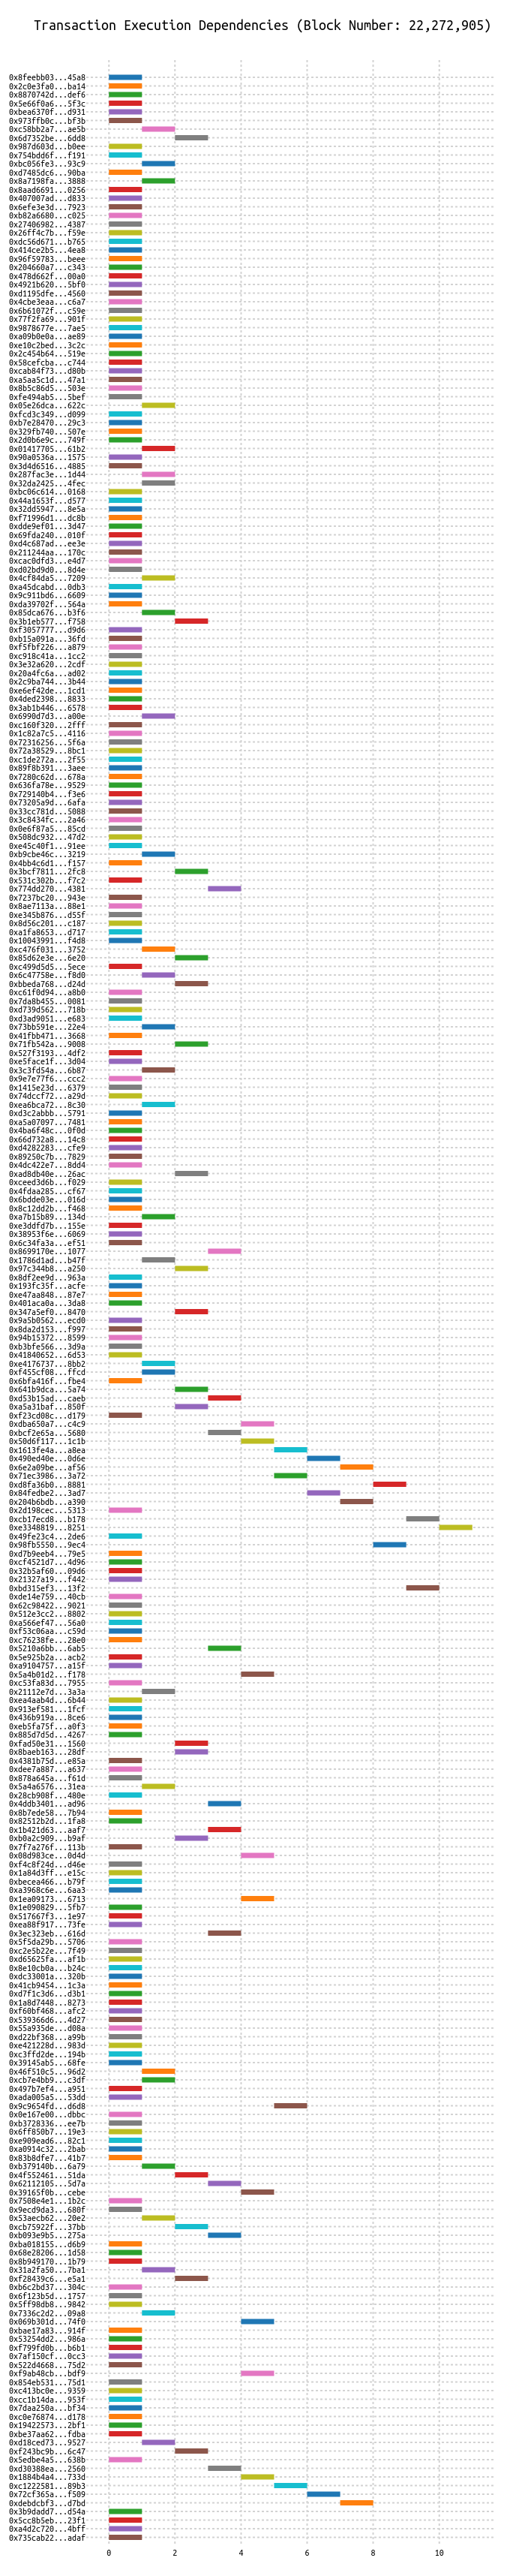 Transaction Execution Dependencies (Block Number: 22,272,905)
0x8feebb03...45a8
0x2c0e3fa0...ba14
0x8870742d...def6
0x5e66f0a6...5f3c
0xbea6370f...d931
0x973ffb0c...bf3b
0xc58bb2a7...ae5b
0x6d7352be...6dd8
0x987d603d...b0ee
0x754bdd6f...f191
0xbc056fe3...93c9
0xd7485dc6...90ba
0x8a7198fa...3888
0x8aad6691...0256
0x407007ad...d833
0x6efe3e3d...7923
0xb82a6680...c025
0x27406982...4387
0x26ff4c7b...f59e
0xdc56d671...b765
0x414ce2b5...4ea8
0x96f59783...beee
0x204660a7...c343
0x478d662f...00a0
0x4921b620...5bf0
0xd1195dfe...4560
0x4cbe3eaa...c6a7
0x6b61072f...c59e
0x77f2fa69...901f
0x9878677e...7ae5
0xa09b0e0a...ae89
0xe10c2bed...3c2c
0x2c454b64...519e
0x58cefcba...c744
0xcab84f73...d80b
0xa5aa5c1d...47a1
0x8b5c86d5...503e
0xfe494ab5...5bef
0x05e26dca...622c
0xfcd3c349...d099
0xb7e28470...29c3
0x329fb740...507e
0x2d0b6e9c...749f
0x01417705...61b2
0x90a0536a...1575
0x3d4d6516...4885
0x287fac3e...1d44
0x32da2425...4fec
0xbc06c614...0168
0x44a1653f...d577
0x32dd5947...8e5a
0xf71996d1...dc8b
0xdde9ef01...3d47
0x69fda240...010f
0xd4c687ad...ee3e
0x211244aa...170c
0xcac0dfd3...e4d7
0xd02bd9d0...8d4e
0x4cf84da5...7209
0xa45dcabd...0db3
0x9c911bd6...6609
0xda39702f...564a
0x85dca676...b3f6
0x3b1eb577...f758
0xf3057777...d9d6
0xb15a091a...36fd
0xf5fbf226...a879
0xc918c41a...1cc2
0x3e32a620...2cdf
0x20a4fc6a...ad02
0x2c9ba744...3b44
0xe6ef42de...1cd1
0x4ded2398...8833
0x3ab1b446...6578
0x6990d7d3...a00e
0xc160f320...2fff
0x1c82a7c5...4116
0x72316256...5f6a
0x72a38529...8bc1
0xc1de272a...2f55
0x89f8b391...3aee
0x7280c62d...678a
0x636fa78e...9529
0x729140b4...f3e6
0x73205a9d...6afa
0x33cc781d...5088
0x3c8434fc...2a46
0x0e6f87a5...85cd
0x508dc932...47d2
0xe45c40f1...91ee
0xb9cbe46c...3219
0x4bb4c6d1...f157
0x3bcf7811...2fc8
0x531c302b...f7c2
0x774dd270...4381
0x7237bc20...943e
0x8ae7113a...88e1
0xe345b876...d55f
0x8d56c201...c187
0xa1fa8653...d717
0x10043991...f4d8
0xc476f031...3752
0x85d62e3e...6e20
0xc499d5d5...5ece
0x6c47758e...f8d0
0xbbeda768...d24d
0xc61f0d94...a8b0
0x7da8b455...0081
0xd739d562...718b
0xd3ad9051...e683
0x73bb591e...22e4
0x41fbb471...3668
0x71fb542a...9008
0x527f3193...4df2
0xe5face1f...3d04
0x3c3fd54a...6b87
0x9e7e77f6...ccc2
0x1415e23d...6379
0x74dccf72...a29d
0xea6bca72...8c30
0xd3c2abbb...5791
0xa5a07097...7481
0x4ba6f48c...0f0d
0x66d732a8...14c8
0xd4282283...cfe9
0x89250c7b...7829
0x4dc422e7...8dd4
0xad8db40e...26ac
0xceed3d6b...f029
0x4fdaa285...cf67
0x6bdde03e...016d
0x8c12dd2b...f468
0xa7b15b89...134d
0xe3ddfd7b...155e
0x38953f6e...6069
0x6c34fa3a...ef51
0x8699170e...1077
0x1786d1ad...b47f
0x97c344b8...a250
0x8df2ee9d...963a
0x193fc35f...acfe
0xe47aa848...87e7
0x401aca0a...3da8
0x347a5ef0...8470
0x9a5b0562...ecd0
0x8da2d153...f997
0x94b15372...8599
0xb3bfe566...3d9a
0x41840652...6d53
0xe4176737...8bb2
0xf455cf08...ffcd
0x6bfa416f...fbe4
0x641b9dca...5a74
0xd53b15ad...caeb
0xa5a31baf...850f
0xf23cd08c...d179
0xdba650a7...c4c9
0xbcf2e65a...5680
0x50d6f117...1c1b
0x1613fe4a...a8ea
0x490ed40e...0d6e
0x6e2a09be...af56
0x71ec3986...3a72
0xd8fa36b0...8881
0x84fedbe2...3ad7
0x204b6bdb...a390
0x2d198cec...5313
0xcb17ecd8...b178
0xe3348819...8251
0x49fe23c4...2de6
0x98fb5550...9ec4
0xd7b9eeb4...79e5
0xcf4521d7...4d96
0x32b5af60...09d6
0x21327a19...f442
0xbd315ef3...13f2
0xde14e759...40cb
0x62c98422...9021
0x512e3cc2...8802
0xa566ef47...56a0
0xf53c06aa...c59d
0xc76238fe...28e0
0x5210a6bb...6ab5
0x5e925b2a...acb2
0xa9104757...a15f
0x5a4b01d2...f178
0xc53fa83d...7955
0x21112e7d...3a3a
0xea4aab4d...6b44
0x913ef581...1fcf
0x436b919a...8ce6
0xeb5fa75f...a0f3
0x885d7d5d...4267
0xfad50e31...1560
0x8baeb163...28df
0x4381b75d...e85a
0xdee7a887...a637
0x878a645a...f61d
0x5a4a6576...31ea
0x28cb908f...480e
0x4ddb3401...ad96
0x8b7ede58...7b94
0x82512b2d...1fa8
0x1b421d63...aaf7
0xb0a2c909...b9af
0x7f7a276f...113b
0x08d983ce...0d4d
0xf4c8f24d...d46e
0x1a84d3ff...e15c
0xbecea466...b79f
0xa3968c6e...6aa3
0x1ea09173...6713
0x1e090829...5fb7
0x517667f3...1e97
0xea88f917...73fe
0x3ec323eb...616d
0x5f5da29b...5706
0xc2e5b22e...7f49
0xd65625fa...af1b
0x8e10cb0a...b24c
0xdc33001a...320b
0x41cb9454...1c3a
0xd7f1c3d6...d3b1
0x1a8d7448...8273
0xf60bf468...afc2
0x539366d6...4d27
0x55a935de...d08a
0xd22bf368...a99b
0xe421228d...983d
0xc3ffd2de...194b
0x39145ab5...68fe
0x46f510c5...96d2
0xcb7e4bb9...c3df
0x497b7ef4...a951
0xada005a5...53dd
0x9c9654fd...d6d8
0x0e167e00...dbbc
0xb3728336...ee7b
0x6ff850b7...19e3
0xe909ead6...82c1
0xa0914c32...2bab
0x83b8dfe7...41b7
0xb379140b...6a79
0x4f552461...51da
0x62112105...5d7a
0x39165f0b...cebe
0x7508e4e1...1b2c
0x9ecd9da3...680f
0x53aecb62...20e2
0xcb75922f...37bb
0xb093e9b5...275a
0xba018155...d6b9
0x68e28206...1d58
0x8b949170...1b79
0x31a2fa50...7ba1
0xf28439c6...e5a1
0xb6c2bd37...304c
0x6f123b5d...1757
0x5ff98db8...9842
0x7336c2d2...09a8
0x069b301d...74f0
0xbae17a83...914f
0x53254dd2...986a
0xf799fd0b...b6b1
0x7af150cf...0cc3
0x522d4668...75d2
0xf9ab48cb...bdf9
0x854eb531...75d1
0xc413bc0e...9359
0xcc1b14da...953f
0x7daa250a...bf34
0xc0e76874...d178
0x19422573...2bf1
0xbe37aa62...fdba
0xd18ced73...9527
0xf243bc9b...6c47
0x5edbe4a5...638b
0xd30388ea...2560
0x1884b4a4...733d
0xc1222581...89b3
0x72cf365a...f509
0xdebdcbf3...d7bd
0x3b9dadd7...d54a
0x5cc8b5eb...23f1
0xa4d2c720...4bff
0x735cab22...adaf
0 2 4 6 8 10